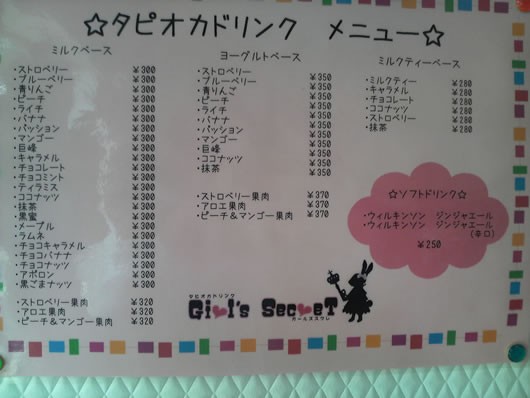 ☆タピオカドリンク メニュー☆
ミルクベース
・ストロベリー ¥300
・ブルーベリー ¥300
・青りんご ¥300
・ピーチ ¥300
・ライチ ¥300
・バナナ ¥300
・パッション ¥300
・マンゴー ¥300
・巨峰 ¥300
・キャラメル ¥300
・チョコレート ¥300
・チョコミント ¥300
・ティラミス ¥300
・ココナッツ ¥300
・抹茶 ¥300
・黒蜜 ¥300
・メープル ¥300
・ラムネ ¥300
・チョコキャラメル ¥300
・チョコバナナ ¥300
・チョコナッツ ¥300
・アポロン ¥300
・黒ごまナッツ ¥300
・ストロベリー果肉 ¥320
・アロエ果肉 ¥320
・ピーチ&マンゴー果肉 ¥320
ヨーグルトベース
・ストロベリー ¥350
・ブルーベリー ¥350
・青りんご ¥350
・ピーチ ¥350
・ライチ ¥350
・バナナ ¥350
・パッション ¥350
・マンゴー ¥350
・巨峰 ¥350
・ココナッツ ¥350
・抹茶 ¥350
・ストロベリー果肉 ¥370
・アロエ果肉 ¥370
・ピーチ&マンゴー果肉 ¥370
ミルクティーベース
・ミルクティー ¥280
・キャラメル ¥280
・チョコレート ¥280
・ココナッツ ¥280
・ストロベリー ¥280
・抹茶 ¥280
☆ソフトドリンク☆
・ウィルキンソン ジンジャエール
・ウィルキンソン ジンジャエール
(辛口)
¥250
タピオカドリンク
Girl's Secret